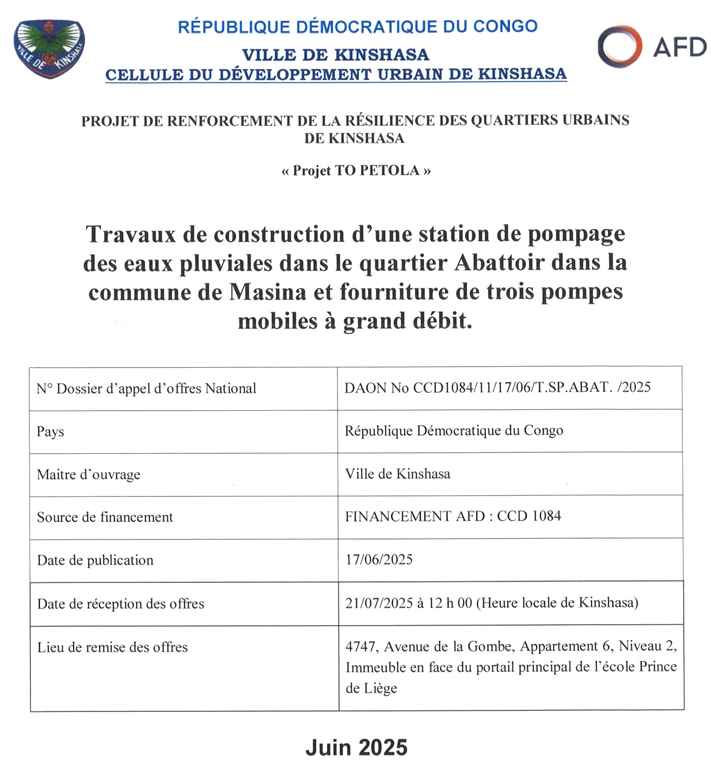 RÉPUBLIQUE DÉMOCRATIQUE DU CONGO
VILLE DE KINSHASA
CELLULE DU DÉVELOPPEMENT URBAIN DE KINSHASA
VILLE DE KINSHASA
AFD
PROJET DE RENFORCEMENT DE LA RÉSILIENCE DES QUARTIERS URBAINS
DE KINSHASA
« Projet TO PETOLA »
Travaux de construction d’une station de pompage
des eaux pluviales dans le quartier Abattoir dans la
commune de Masina et fourniture de trois pompes
mobiles à grand débit.
N° Dossier d’appel d’offres National
DAON No CCD1084/11/17/06/T.SP.ABAT. /2025
Pays
République Démocratique du Congo
Maitre d’ouvrage
Ville de Kinshasa
Source de financement
FINANCEMENT AFD : CCD 1084
Date de publication
17/06/2025
Date de réception des offres
21/07/2025 à 12 h 00 (Heure locale de Kinshasa)
Lieu de remise des offres
4747, Avenue de la Gombe, Appartement 6, Niveau 2,
Immeuble en face du portail principal de l’école Prince
de Liège
Juin 2025